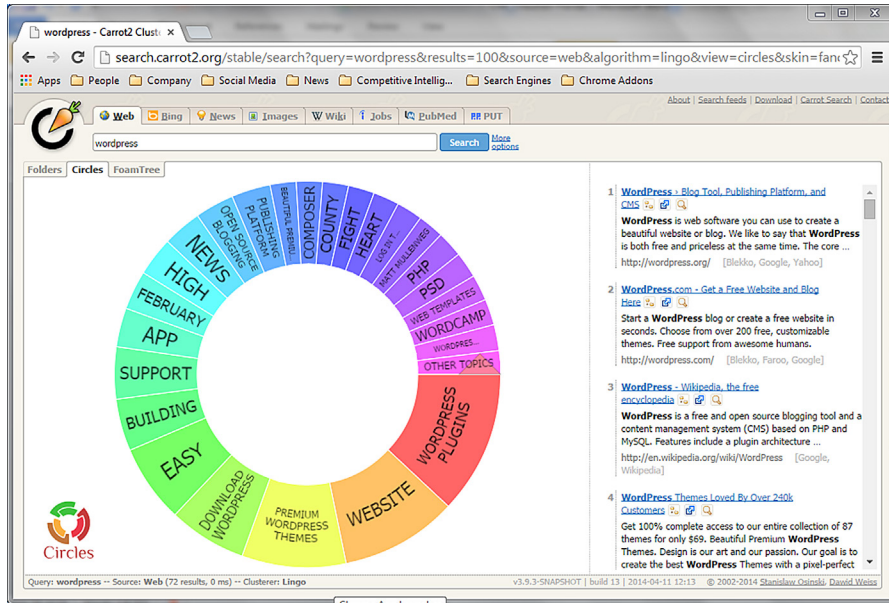 wordpress - Carrot2 Cluste
search.carrot2.org/stable/search?query=wordpress&results=100&source=web&algorithm=lingo&view=circles&skin=fan
Apps People Company Social Media News Competitive Intellig... Search Engines Chrome Addons
About | Search feeds | Download | Carrot Search | Contact
Web Bing News Images Wiki Jobs PubMed PUT
wordpress Search More options
Folders Circles FoamTree
WORDPRESS PLUGINS
WEBSITE
PREMIUM WORDPRESS THEMES
DOWNLOAD WORDPRESS
EASY
BUILDING
SUPPORT
APP
FEBRUARY
HIGH
NEWS
OPEN SOURCE BLOGGING
PUBLISHING PLATFORM
BEAUTIFUL PREMIU...
COMPOSER
COUNTY
FIGHT
HEART
LOG IN T...
MATT MULLENWEG
PHP
PSD
WEB TEMPLATES
WORDCAMP
WORDPRES...
OTHER TOPICS
Circles
1 WordPress › Blog Tool, Publishing Platform, and
CMS
WordPress is web software you can use to create a
beautiful website or blog. We like to say that WordPress
is both free and priceless at the same time. The core ...
http://wordpress.org/ [Blekko, Google, Yahoo]
2 WordPress.com - Get a Free Website and Blog
Here
Start a WordPress blog or create a free website in
seconds. Choose from over 200 free, customizable
themes. Free support from awesome humans.
http://wordpress.com/ [Blekko, Faroo, Google]
3 WordPress - Wikipedia, the free
encyclopedia
WordPress is a free and open source blogging tool and a
content management system (CMS) based on PHP and
MySQL. Features include a plugin architecture ...
http://en.wikipedia.org/wiki/WordPress [Google,
Wikipedia]
4 WordPress Themes Loved By Over 240k
Customers
Get 100% complete access to our entire collection of 87
themes for only $69. Beautiful Premium WordPress
Themes. Design is our art and our passion. Our goal is to
create the best WordPress Themes with a pixel-perfect
Query: wordpress -- Source: Web (72 results, 0 ms) -- Clusterer: Lingo
v3.9.3-SNAPSHOT | build 13 | 2014-04-11 12:13 © 2002-2014 Stanislaw Osinski, Dawid Weiss